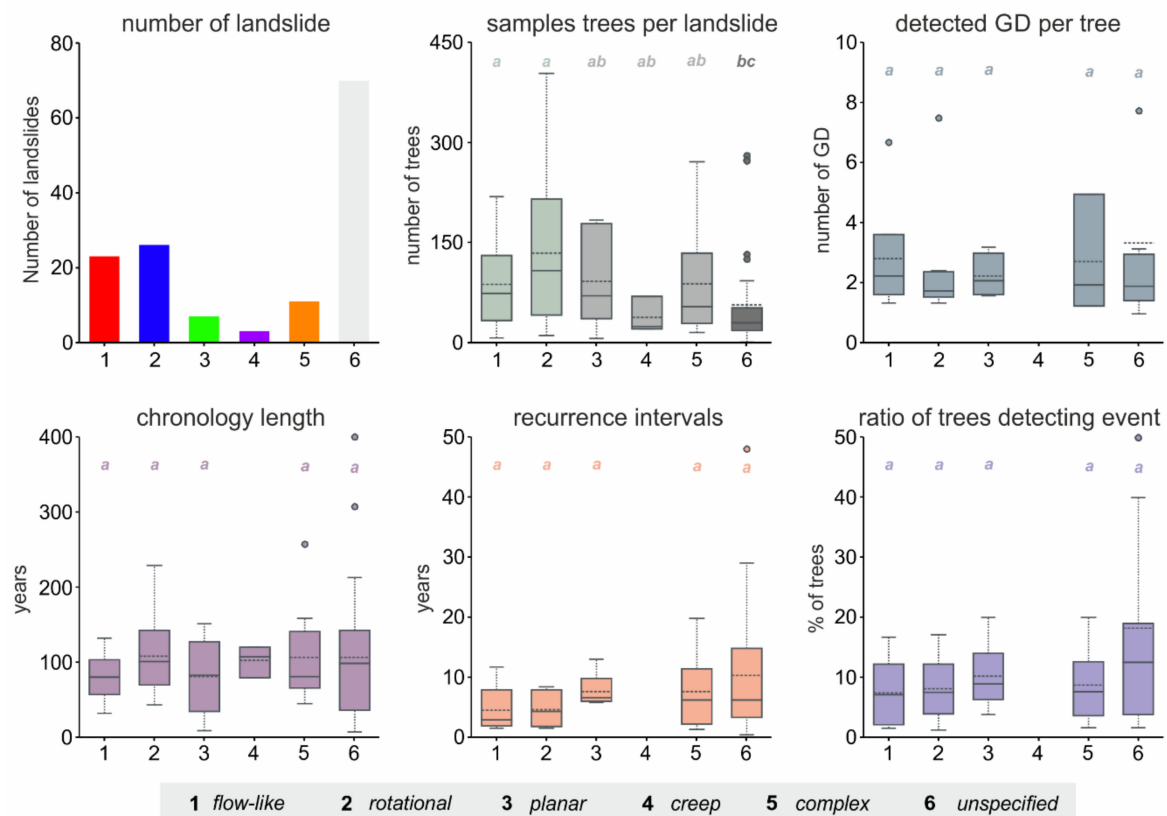 number of landslide
Number of landslides
80
60
40
20
0
1 2 3 4 5 6
samples trees per landslide
number of trees
450
300
150
0
a a ab ab ab bc
1 2 3 4 5 6
detected GD per tree
number of GD
10
8
6
4
2
0
a a a a a
1 2 3 4 5 6
chronology length
years
400
300
200
100
0
a a a a a
1 2 3 4 5 6
recurrence intervals
years
50
40
30
20
10
0
a a a a a
1 2 3 4 5 6
ratio of trees detecting event
% of trees
50
40
30
20
10
0
a a a a a
1 2 3 4 5 6
1 flow-like 2 rotational 3 planar 4 creep 5 complex 6 unspecified